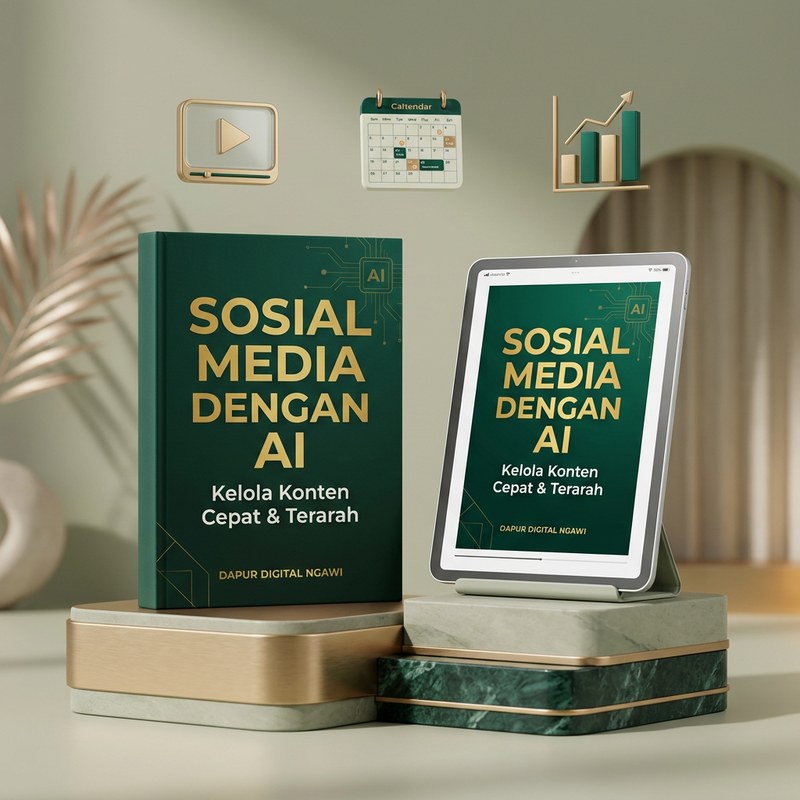 Caltendar
AI
SOSIAL
MEDIA
DENGAN
AI
Kelola Konten
Cepat & Terarah
DAPUR DIGITAL NGAWI
AI
SOSIAL
MEDIA
DENGAN
AI
Kelola Konten
Cepat & Terarah
DAPUR DIGITAL NGAWI